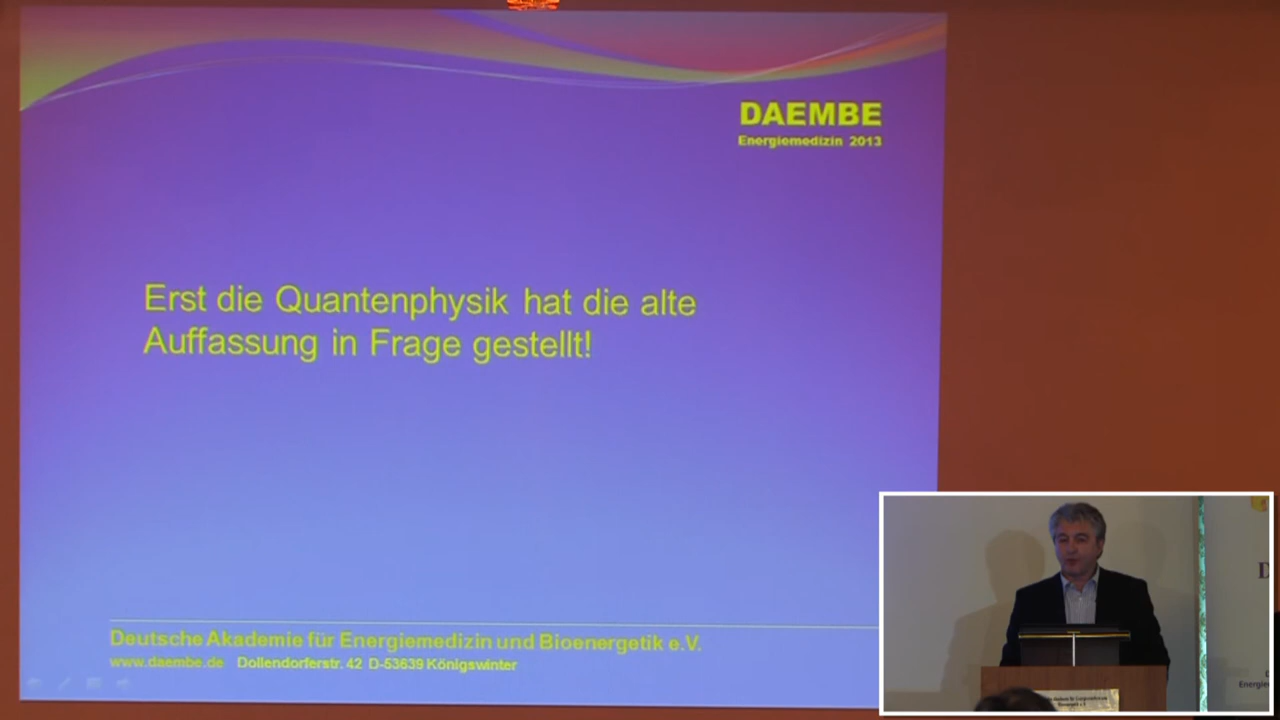 DAEMBE
Energiemedizin 2013
Erst die Quantenphysik hat die alte
Auffassung in Frage gestellt!
Deutsche Akademie für Energiemedizin und Bioenergetik e.V.
www.daembe.de Dollendorferstr. 42 D-53639 Königswinter